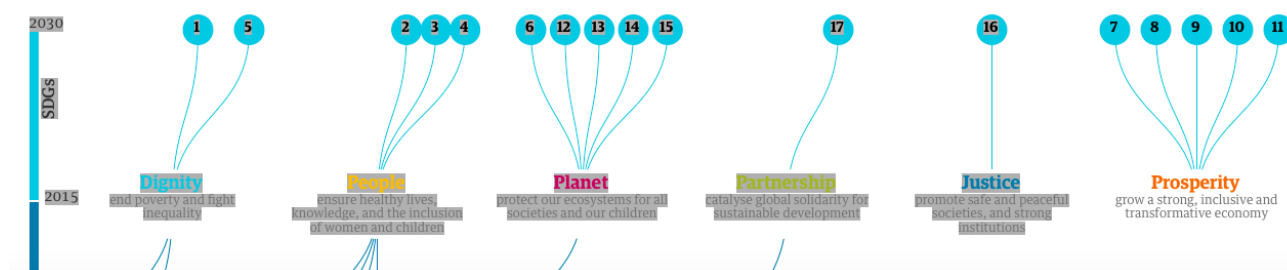 2030
1 5 2 3 4 6 12 13 14 15 17 16 7 8 9 10 11
SDGs
2015
Dignity
end poverty and fight
inequality
People
ensure healthy lives,
knowledge, and the inclusion
of women and children
Planet
protect our ecosystems for all
societies and our children
Partnership
catalyse global solidarity for
sustainable development
Justice
promote safe and peaceful
societies, and strong
institutions
Prosperity
grow a strong, inclusive and
transformative economy